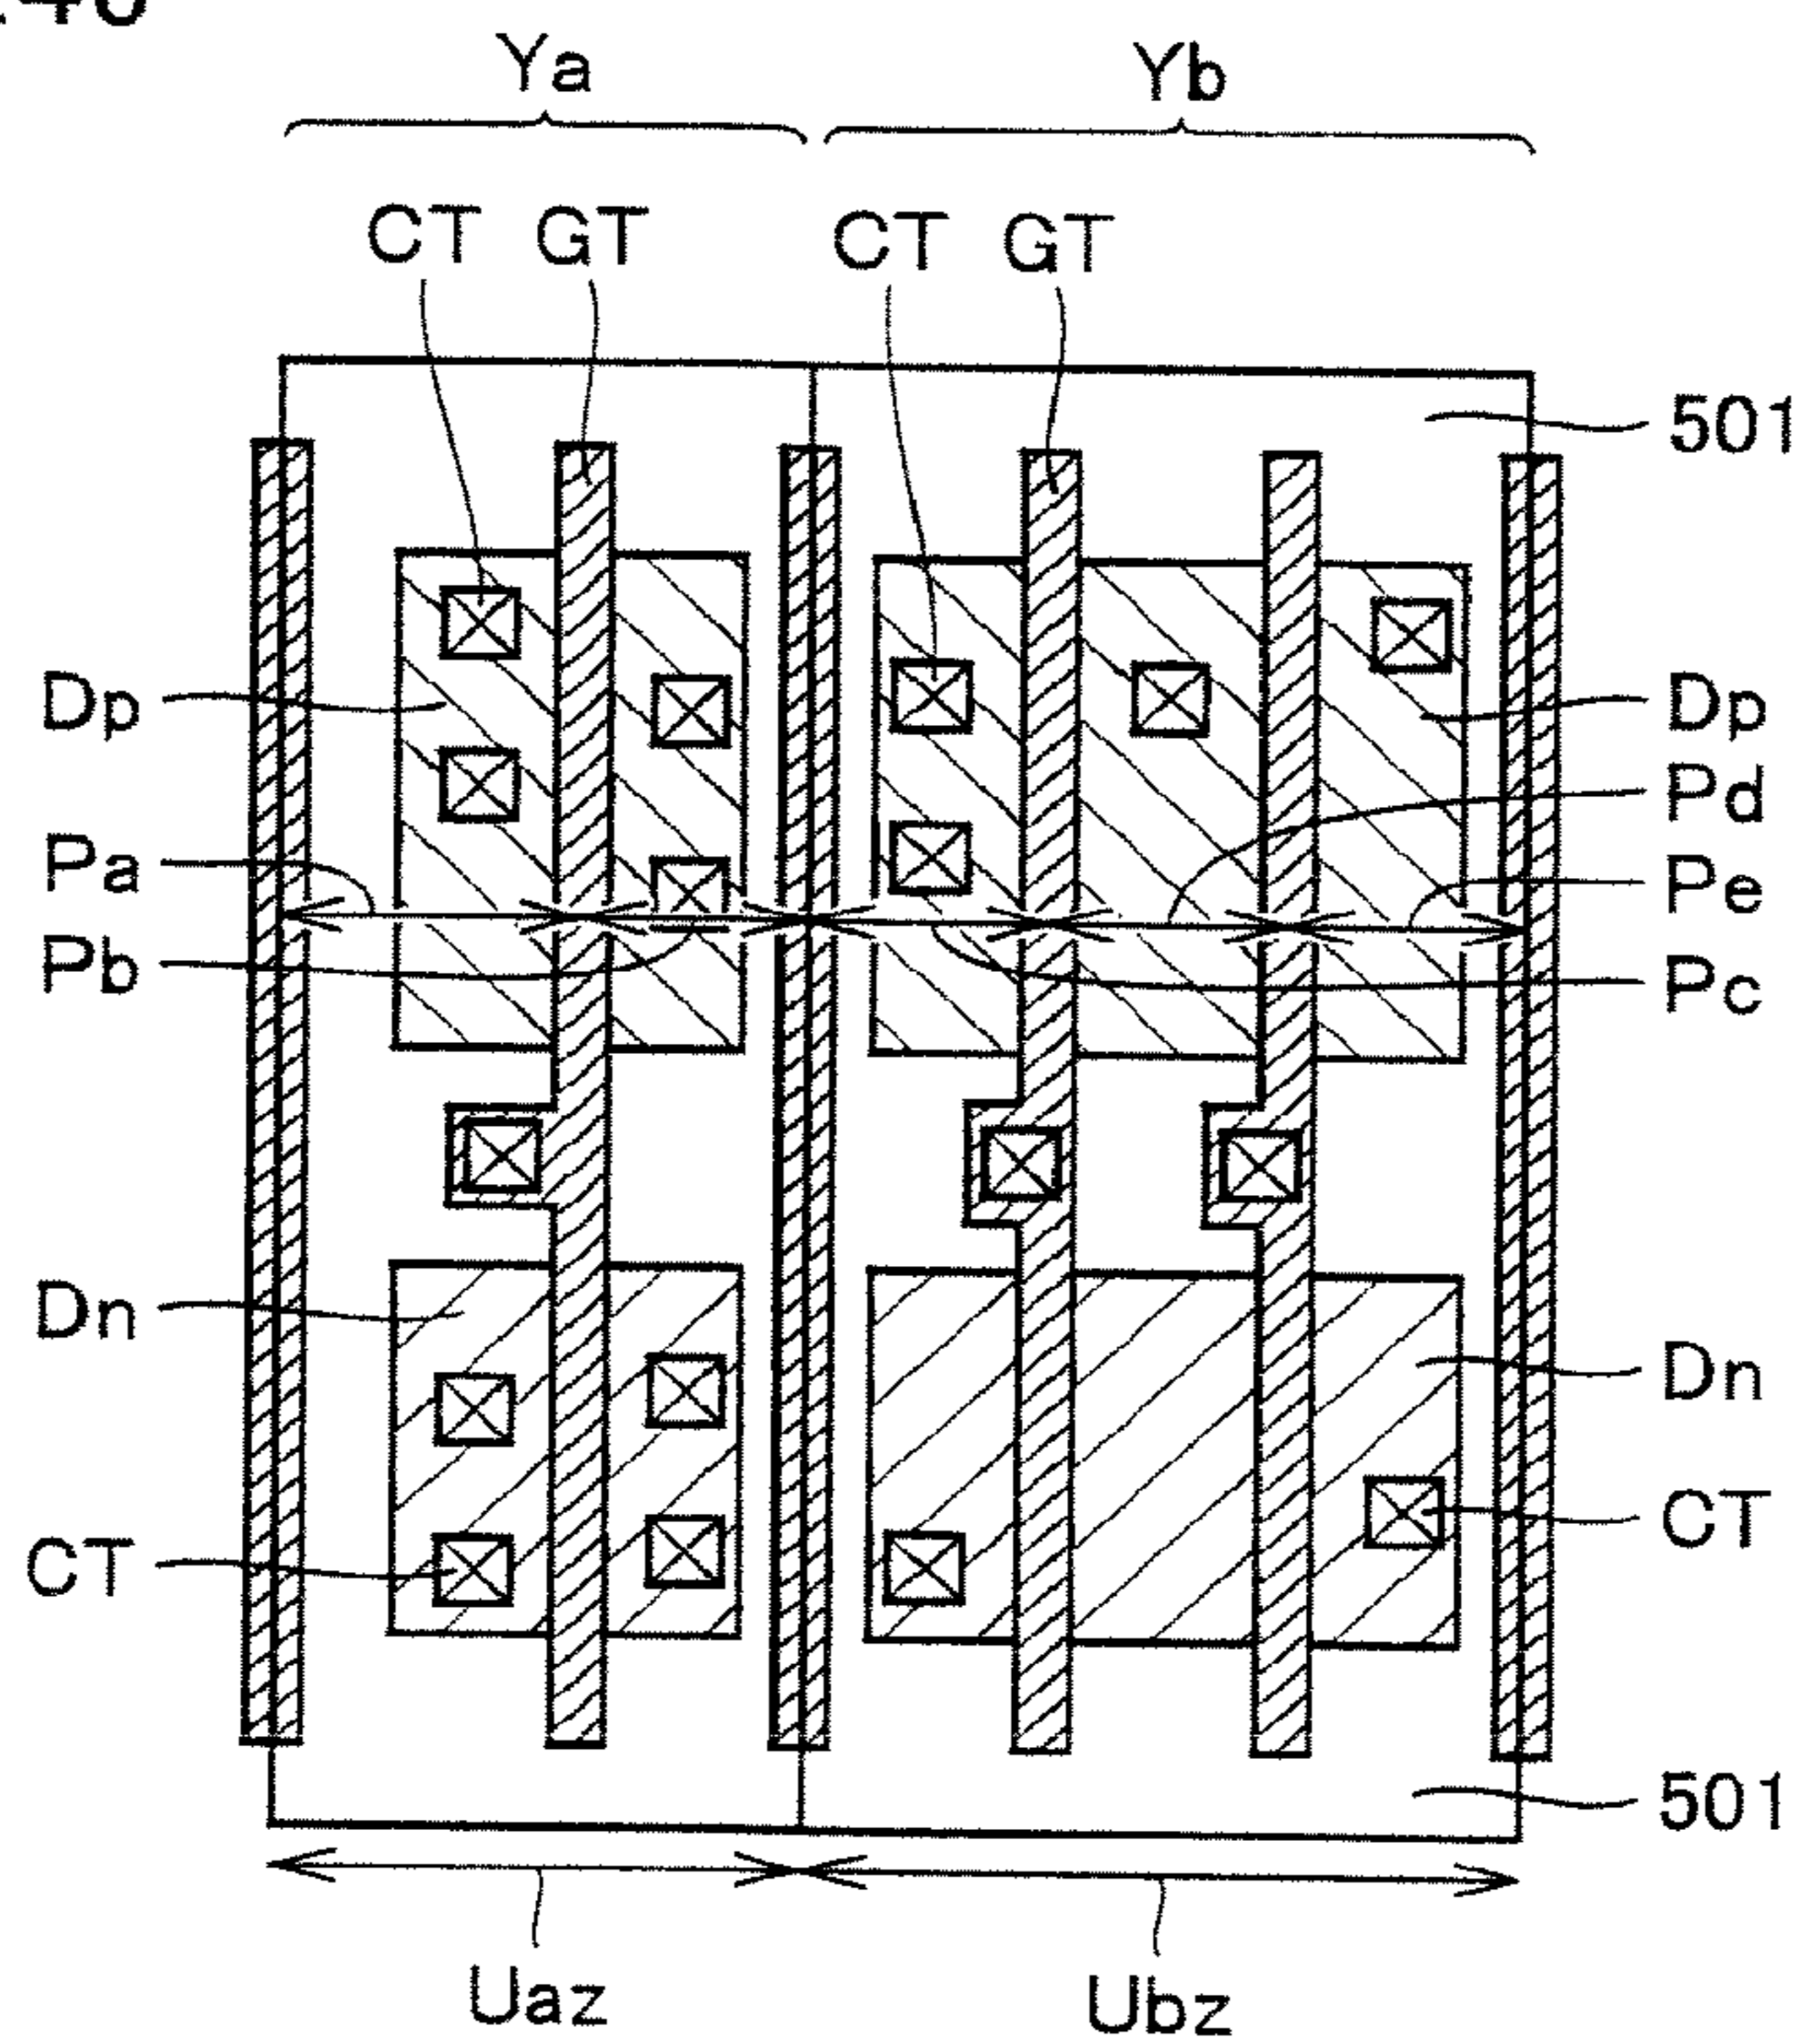 Ya Yb
CT GT CT GT
501
Dp Dp
Pd
Pa Pe
Pb Pc
Dn Dn
CT CT
501
Uaz Ubz